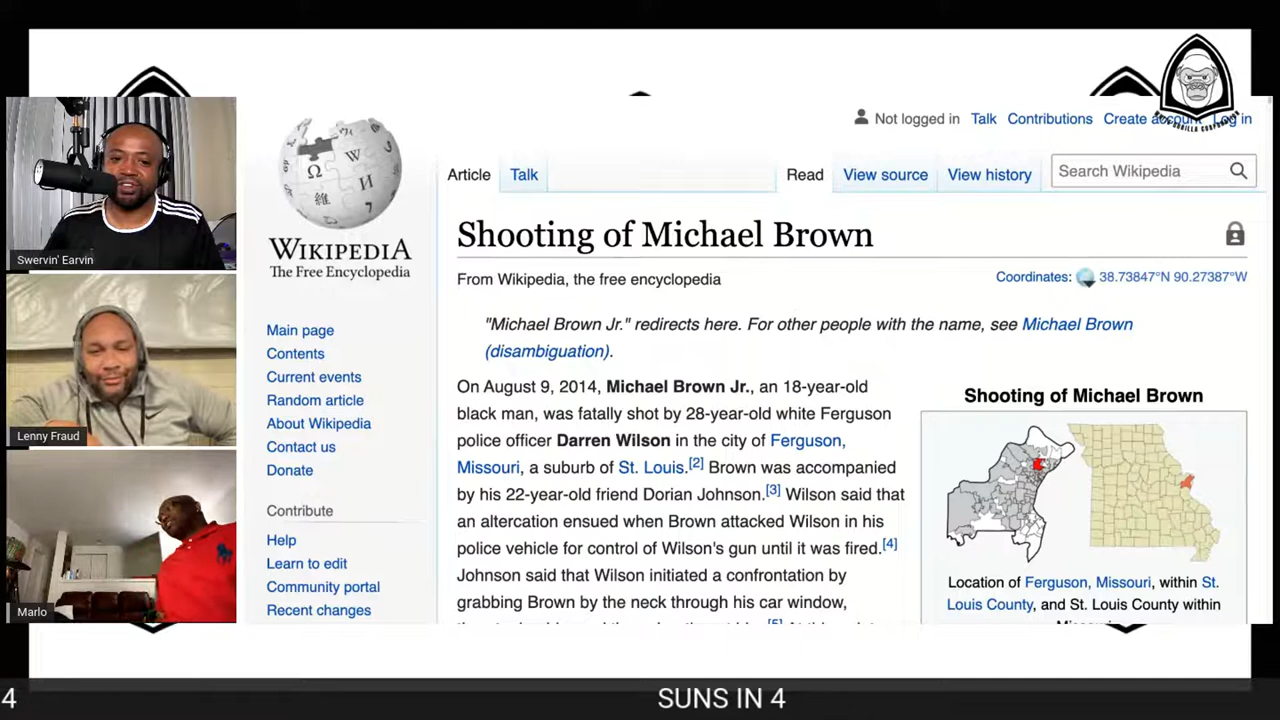 Swervin' Earvin
Lenny Fraud
Marlo
WIKIPEDIA
The Free Encyclopedia
Main page
Contents
Current events
Random article
About Wikipedia
Contact us
Donate
Contribute
Help
Learn to edit
Community portal
Recent changes
Not logged in Talk Contributions Create account Log in
Article Talk Read View source View history Search Wikipedia
Shooting of Michael Brown
From Wikipedia, the free encyclopedia
Coordinates: 38.73847°N 90.27387°W
"Michael Brown Jr." redirects here. For other people with the name, see Michael Brown
(disambiguation).
On August 9, 2014, Michael Brown Jr., an 18-year-old
black man, was fatally shot by 28-year-old white Ferguson
police officer Darren Wilson in the city of Ferguson,
Missouri, a suburb of St. Louis.[2] Brown was accompanied
by his 22-year-old friend Dorian Johnson.[3] Wilson said that
an altercation ensued when Brown attacked Wilson in his
police vehicle for control of Wilson's gun until it was fired.[4]
Johnson said that Wilson initiated a confrontation by
grabbing Brown by the neck through his car window,
[5]
Shooting of Michael Brown
Location of Ferguson, Missouri, within St.
Louis County, and St. Louis County within
4 SUNS IN 4